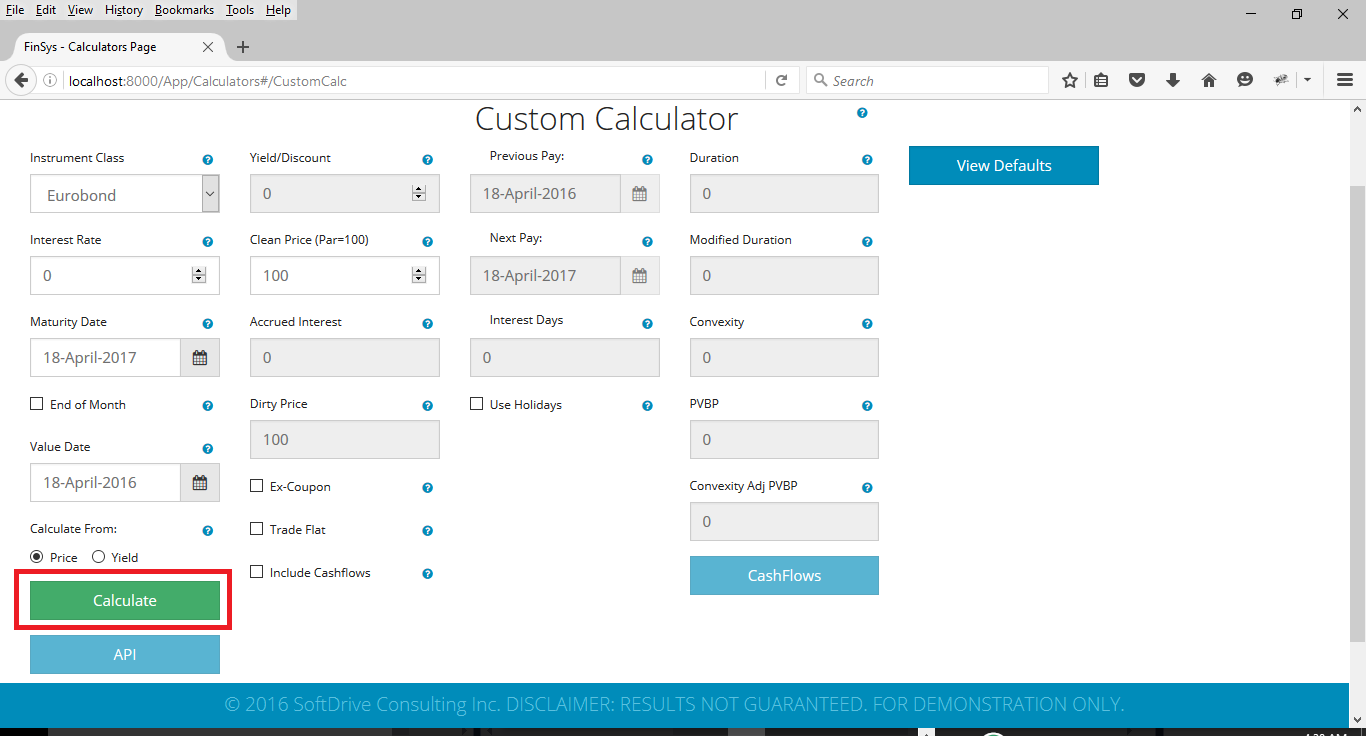 File Edit View History Bookmarks Tools Help
FinSys - Calculators Page
localhost:8000/App/Calculators#/CustomCalc
Search
Custom Calculator
Instrument Class
Yield/Discount
Previous Pay:
Duration
View Defaults
Eurobond
0
18-April-2016
0
Interest Rate
Clean Price (Par=100)
Next Pay:
Modified Duration
0
100
18-April-2017
0
Maturity Date
Accrued Interest
Interest Days
Convexity
18-April-2017
0
0
0
End of Month
Dirty Price
Use Holidays
PVBP
100
0
Value Date
18-April-2016
Ex-Coupon
Convexity Adj PVBP
0
Calculate From:
Trade Flat
Price Yield
Include Cashflows
CashFlows
Calculate
API
© 2016 SoftDrive Consulting Inc. DISCLAIMER: RESULTS NOT GUARANTEED. FOR DEMONSTRATION ONLY.